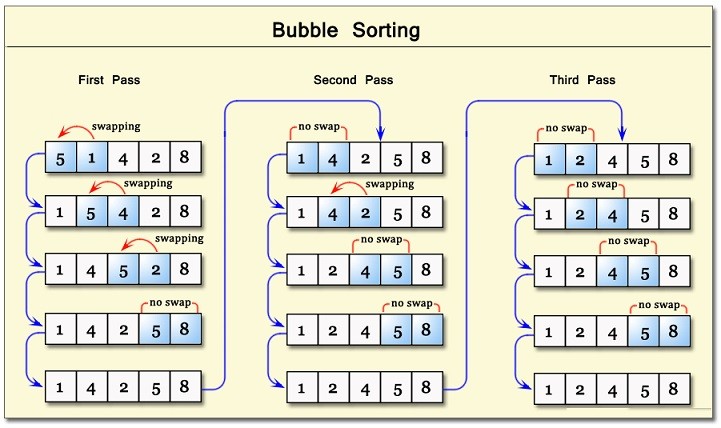 Bubble Sorting
First Pass
swapping
5 1 4 2 8
swapping
1 5 4 2 8
swapping
1 4 5 2 8
no swap
1 4 2 5 8
1 4 2 5 8
Second Pass
no swap
1 4 2 5 8
swapping
1 4 2 5 8
no swap
1 2 4 5 8
no swap
1 2 4 5 8
1 2 4 5 8
Third Pass
no swap
1 2 4 5 8
no swap
1 2 4 5 8
no swap
1 2 4 5 8
no swap
1 2 4 5 8
1 2 4 5 8